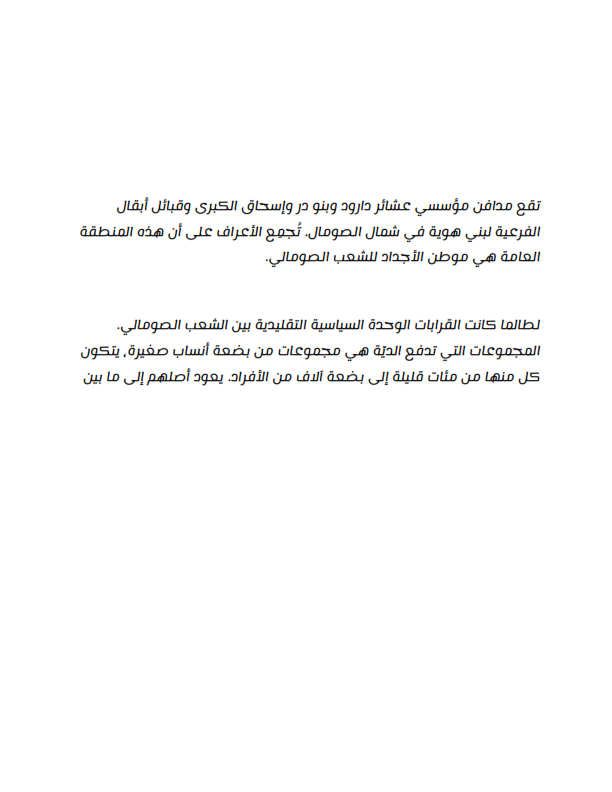 تقع مدافن مؤسسي عشائر دارود وبنو در وإسحاق الكبرى وقبائل أبقال
الفرعية لبني هوية في شمال الصومال. تُجمِع الأعراف على أن هذه المنطقة
العامة هي موطن الأجداد للشعب الصومالي.
لطالما كانت القرابات الوحدة السياسية التقليدية بين الشعب الصومالي.
المجموعات التي تدفع الديّة هي مجموعات من بضعة أنساب صغيرة، يتكون
كل منها من مئات قليلة إلى بضعة آلاف من الأفراد. يعود أصلهم إلى ما بين